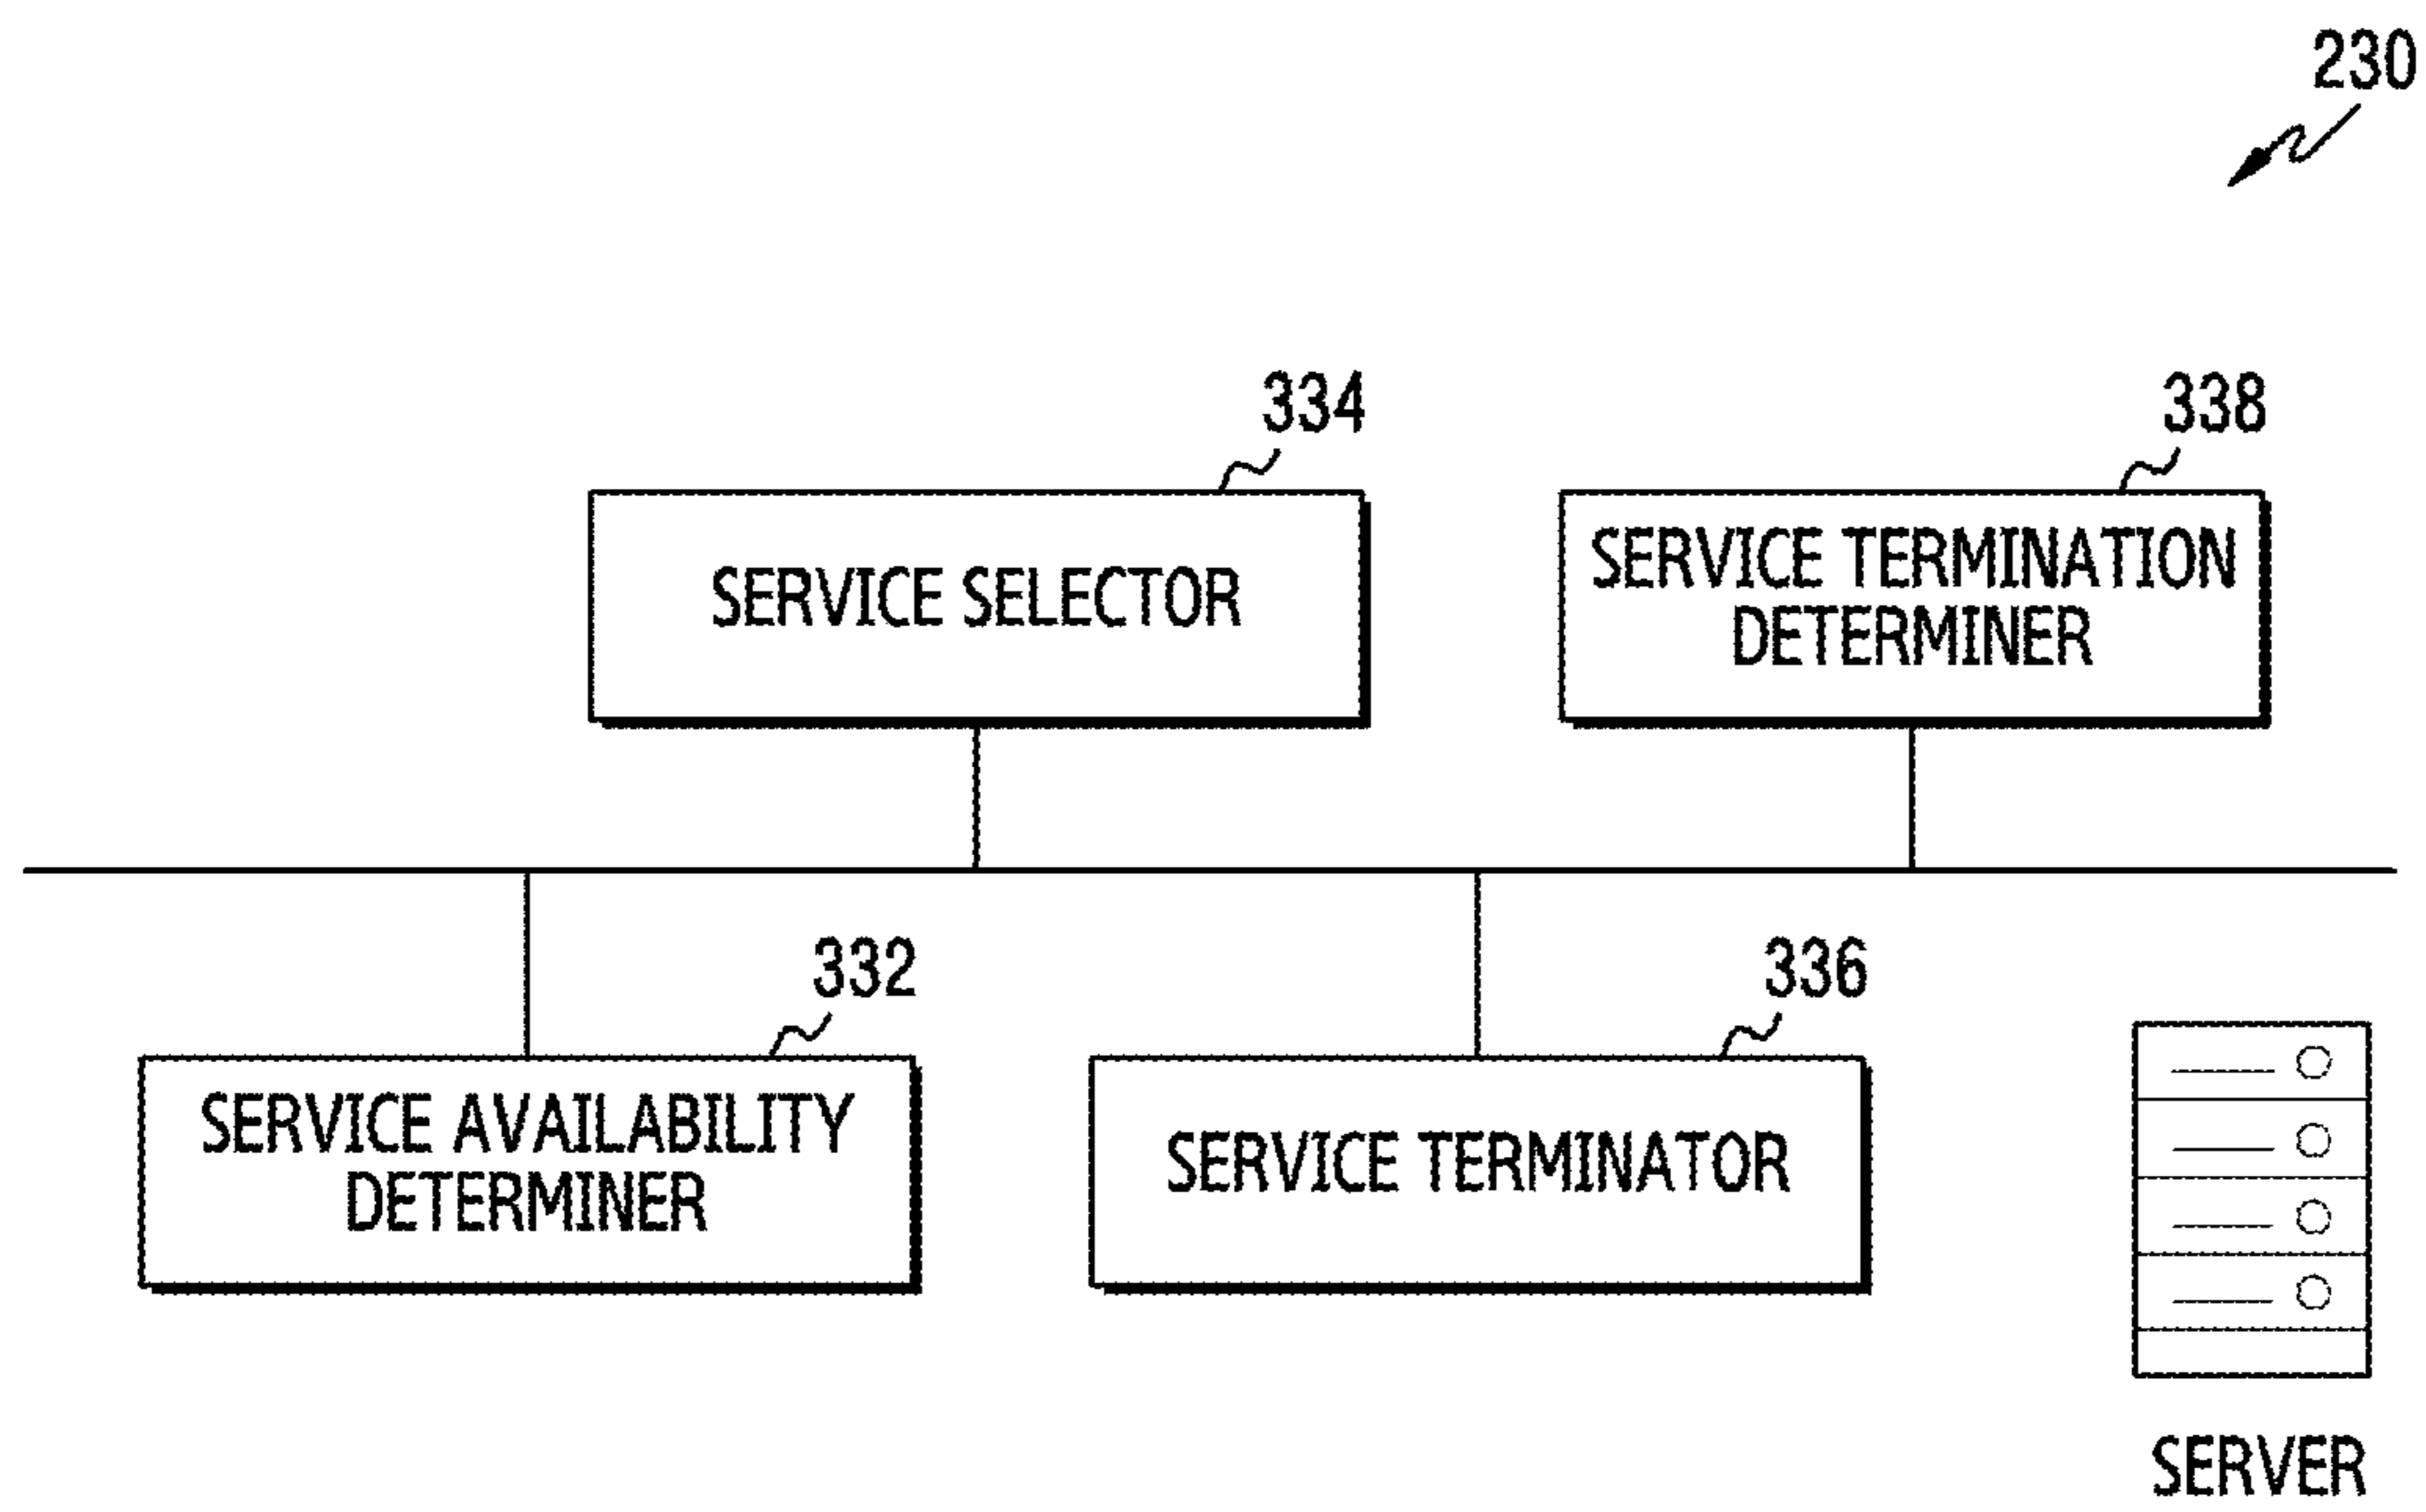 230
334
338
SERVICE SELECTOR
SERVICE TERMINATION
DETERMINER
332
336
SERVICE AVAILABILITY
DETERMINER
SERVICE TERMINATOR
SERVER